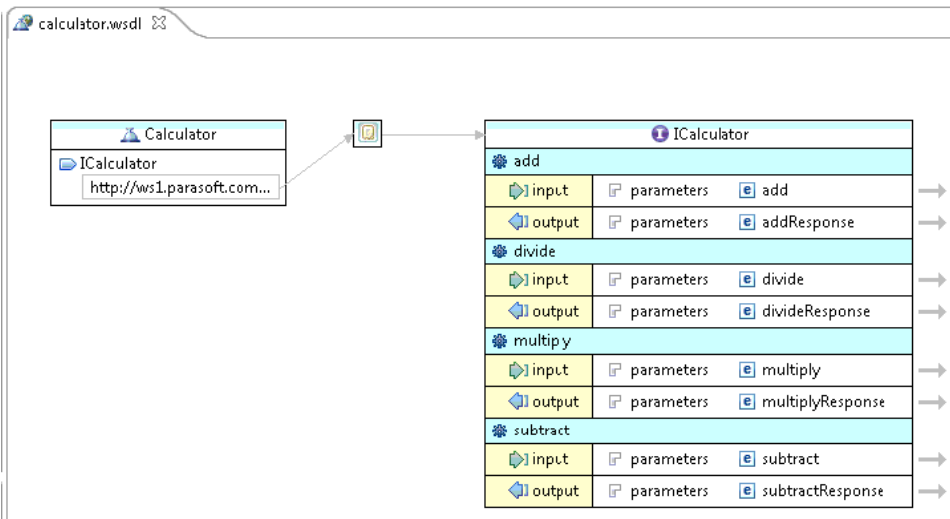 calculator.wsdl
Calculator
ICalculator
http://ws1.parasoft.com...
ICalculator
add
input parameters e add
output parameters e addResponse
divide
input parameters e divide
output parameters e divideResponse
multiply
input parameters e multiply
output parameters e multiplyResponse
subtract
input parameters e subtract
output parameters e subtractResponse